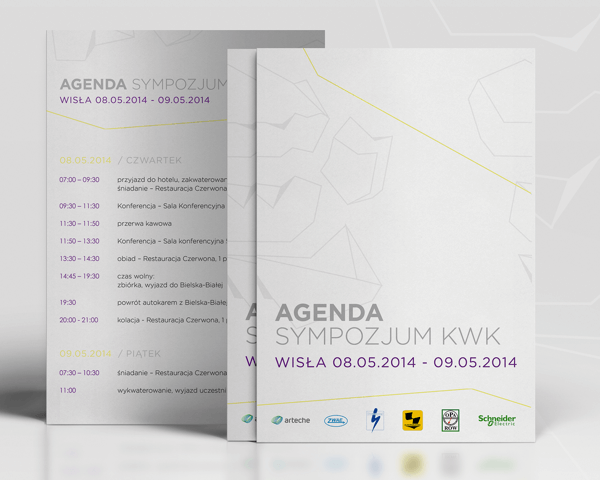 AGENDA SYMPOZJUM
WISŁA 08.05.2014 - 09.05.2014
08.05.2014 / CZWARTEK
07:00 – 09:30 przyjazd do hotelu, zakwaterowan
śniadanie – Restauracja Czerwona
09:30 – 11:30 Konferencja – Sala Konferencyjna
11:30 – 11:50 przerwa kawowa
11:50 – 13:30 Konferencja – Sala konferencyjna
13:30 – 14:30 obiad – Restauracja Czerwona, 1 p
14:45 – 19:30 czas wolny:
zbiórka, wyjazd do Bielska-Białej
19:30 powrót autokarem z Bielska-Białej
20:00 - 21:00 kolacja - Restauracja Czerwona, 1 p
09.05.2014 / PIĄTEK
07:30 – 10:30 śniadanie – Restauracja Czerwona
11:00 wykwaterowanie, wyjazd uczestni
A
S
W
AGENDA
SYMPOZJUM KWK
WISŁA 08.05.2014 - 09.05.2014
arteche
ZWAE
OPA
ROW
Schneider
Electric